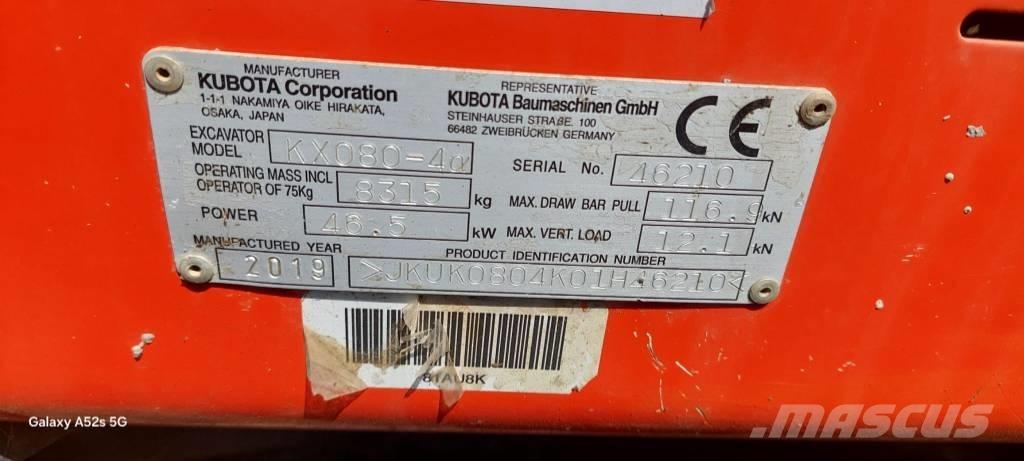 MANUFACTURER
KUBOTA Corporation
1-1-1 NAKAMIYA OIKE HIRAKATA,
OSAKA, JAPAN
REPRESENTATIVE
KUBOTA Baumaschinen GmbH
STEINHAUSER STRAßE. 100
66482 ZWEIBRÜCKEN GERMANY
CE
EXCAVATOR MODEL KX080-4α
SERIAL No. 46210
OPERATING MASS INCL OPERATOR OF 75Kg 8315 kg
MAX. DRAW BAR PULL 116.9 kN
POWER 46.5 kW
MAX. VERT. LOAD 12.1 kN
MANUFACTURED YEAR
2019
PRODUCT IDENTIFICATION NUMBER
>JKUK0804K01H46210<
81AU8K
Galaxy A52s 5G
MASCUS